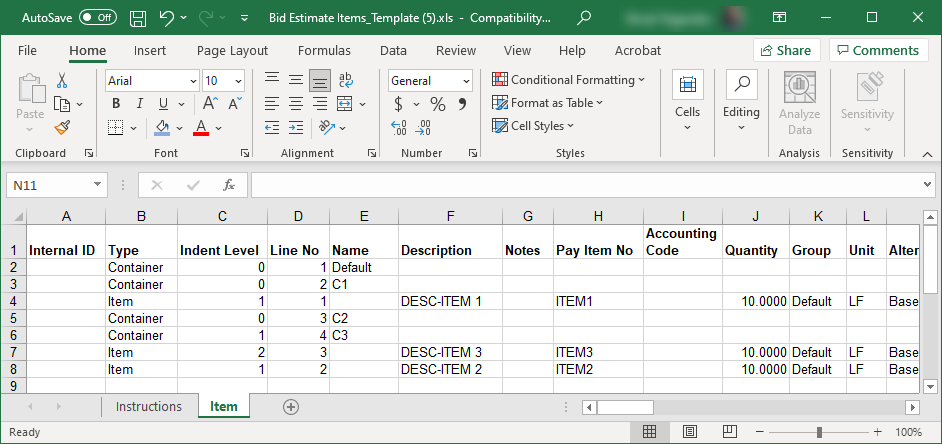 AutoSave Off Bid Estimate Items_Template (5).xls - Compatibility...
File Home Insert Page Layout Formulas Data Review View Help Acrobat Share Comments
Arial 10 General Conditional Formatting
Paste B I U A A $ % 9 Format as Table Cells Editing Analyze Data Sensitivity
Cell Styles
Clipboard Font Alignment Number Styles Analysis Sensitivity
N11 fx
A B C D E F G H I J K L
1 Internal ID Type Indent Level Line No Name Description Notes Pay Item No Accounting Code Quantity Group Unit Alter
2 Container 0 1 Default
3 Container 0 2 C1
4 Item 1 1 DESC-ITEM 1 ITEM1 10.0000 Default LF Base
5 Container 0 3 C2
6 Container 1 4 C3
7 Item 2 3 DESC-ITEM 3 ITEM3 10.0000 Default LF Base
8 Item 1 2 DESC-ITEM 2 ITEM2 10.0000 Default LF Base
9
Instructions Item
Ready 100%